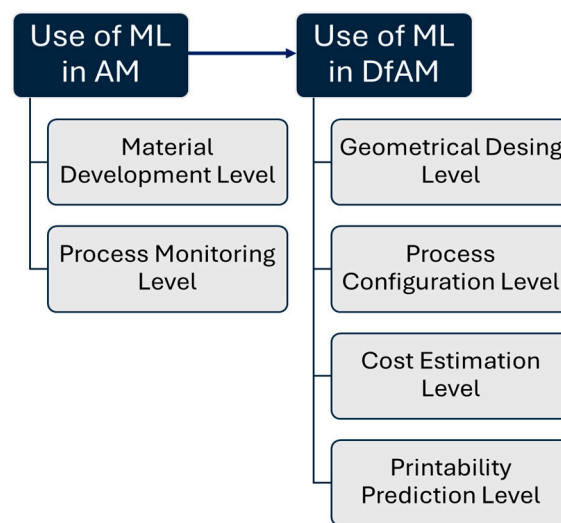 Use of ML
in AM
Use of ML
in DfAM
Material
Development Level
Process Monitoring
Level
Geometrical Desing
Level
Process
Configuration Level
Cost Estimation
Level
Printability
Prediction Level